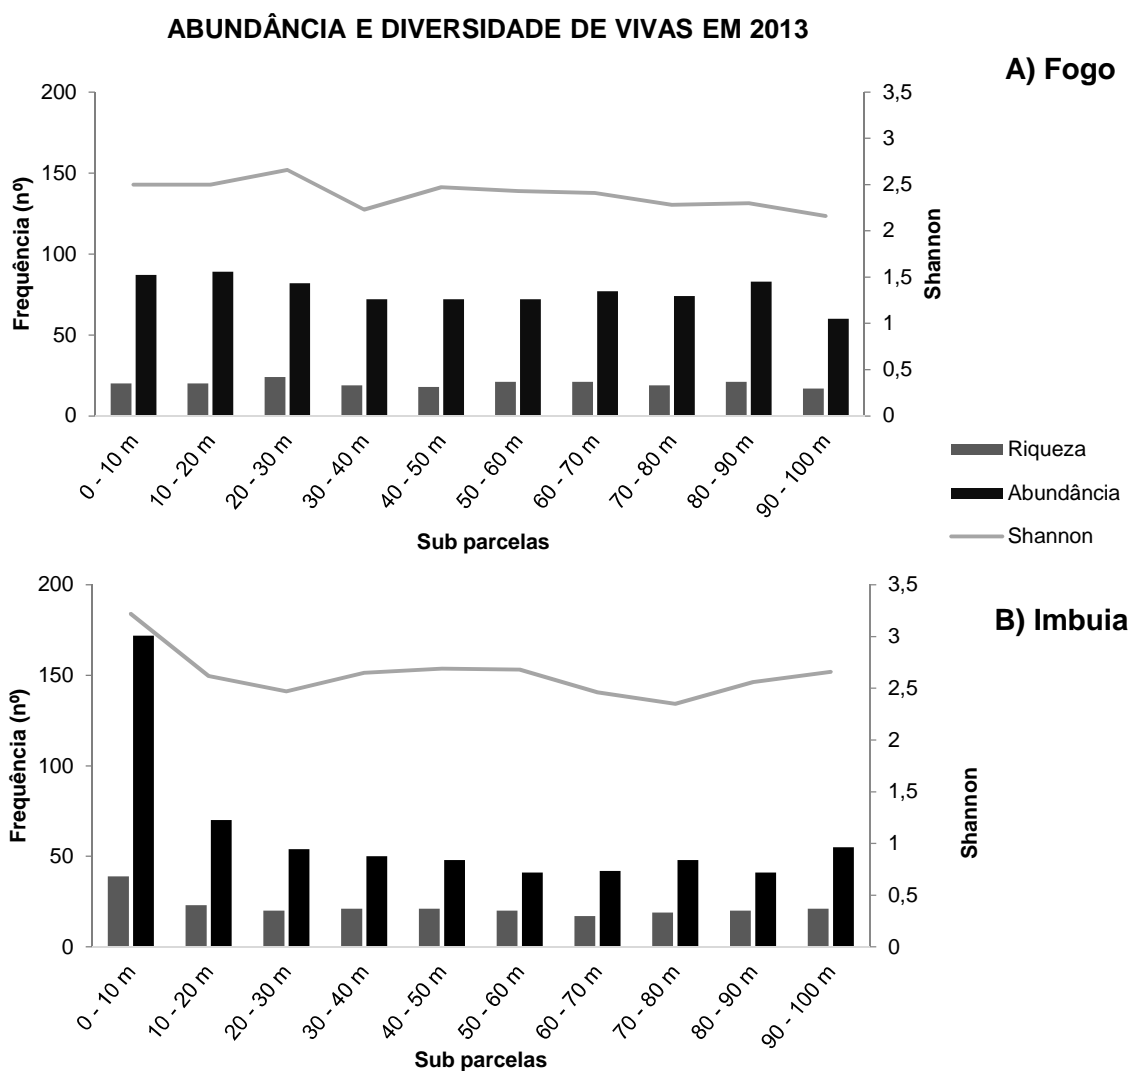 ABUNDÂNCIA E DIVERSIDADE DE VIVAS EM 2013
A) Fogo
Frequência (nº)
200
150
100
50
0
3,5
3
2,5
2
1,5
1
0,5
0
Shannon
0 - 10 m
10 - 20 m
20 - 30 m
30 - 40 m
40 - 50 m
50 - 60 m
60 - 70 m
70 - 80 m
80 - 90 m
90 - 100 m
Sub parcelas
Riqueza
Abundância
Shannon
B) Imbuia
Frequência (nº)
200
150
100
50
0
3,5
3
2,5
2
1,5
1
0,5
0
Shannon
0 - 10 m
10 - 20 m
20 - 30 m
30 - 40 m
40 - 50 m
50 - 60 m
60 - 70 m
70 - 80 m
80 - 90 m
90 - 100 m
Sub parcelas